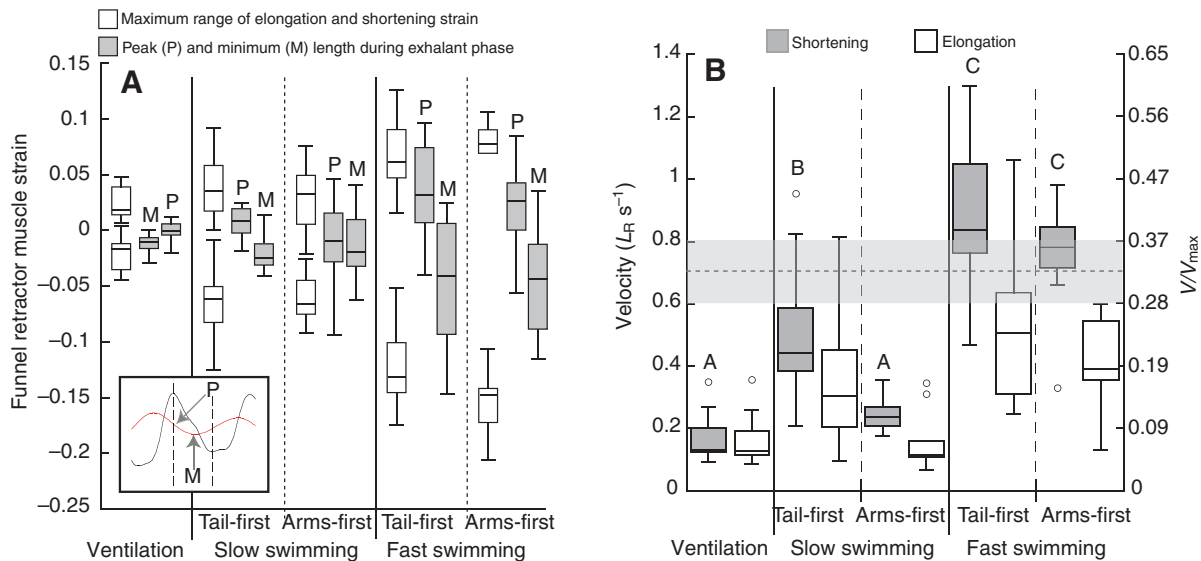 Maximum range of elongation and shortening strain
Peak (P) and minimum (M) length during exhalant phase
A
Funnel retractor muscle strain
0.15
0.1
0.05
0
−0.05
−0.1
−0.15
−0.2
−0.25
M P
P M
P M
P M
P M
P
M
Tail-first Arms-first Tail-first Arms-first
Ventilation Slow swimming Fast swimming
B
Shortening Elongation
Velocity (L_R s⁻¹)
1.4
1.2
1
0.8
0.6
0.4
0.2
0
A
B
A
C
C
0.65
0.56
0.47
0.37
0.28
0.19
0.09
0
V/V_max
Tail-first Arms-first Tail-first Arms-first
Ventilation Slow swimming Fast swimming